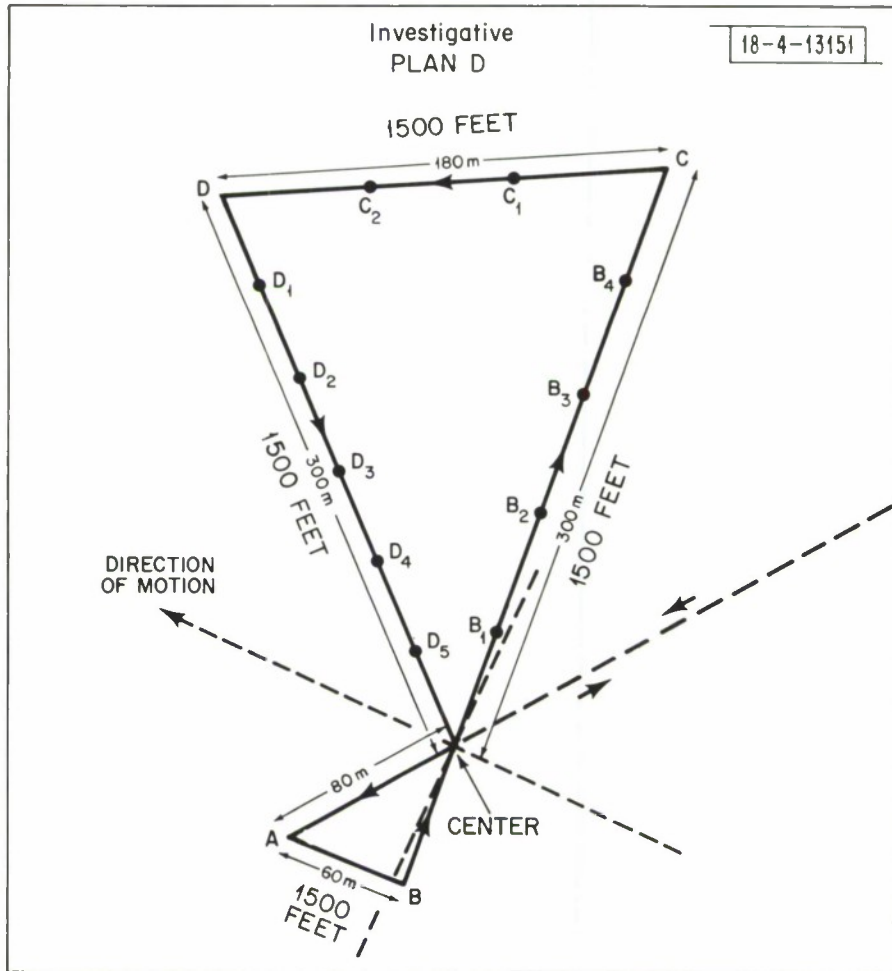 Investigative
PLAN D
18-4-13151
1500 FEET
180 m
D
C
C₂
C₁
D₁
B₄
D₂
B₃
D₃
1500 FEET
300 m
B₂
1500 FEET
300 m
D₄
DIRECTION
OF MOTION
B₁
D₅
80 m
CENTER
A
60 m
B
1500
FEET